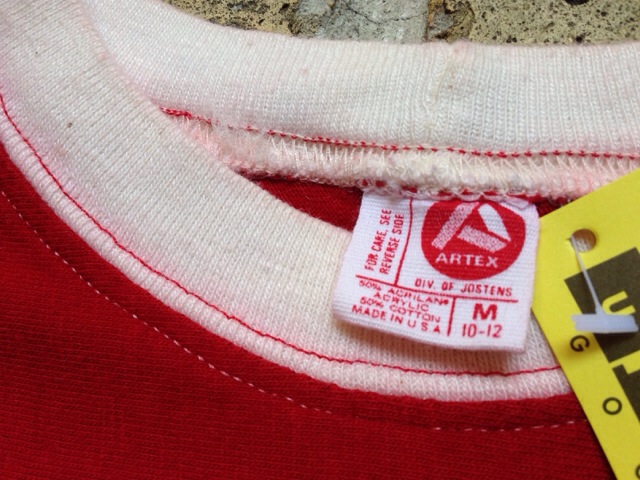 FOR CARE, SEE
REVERSE SIDE
ARTEX
DIV. OF JOSTENS
50% ACRILAN®
ACRYLIC
50% COTTON
MADE IN U S A
M
10-12
G
O